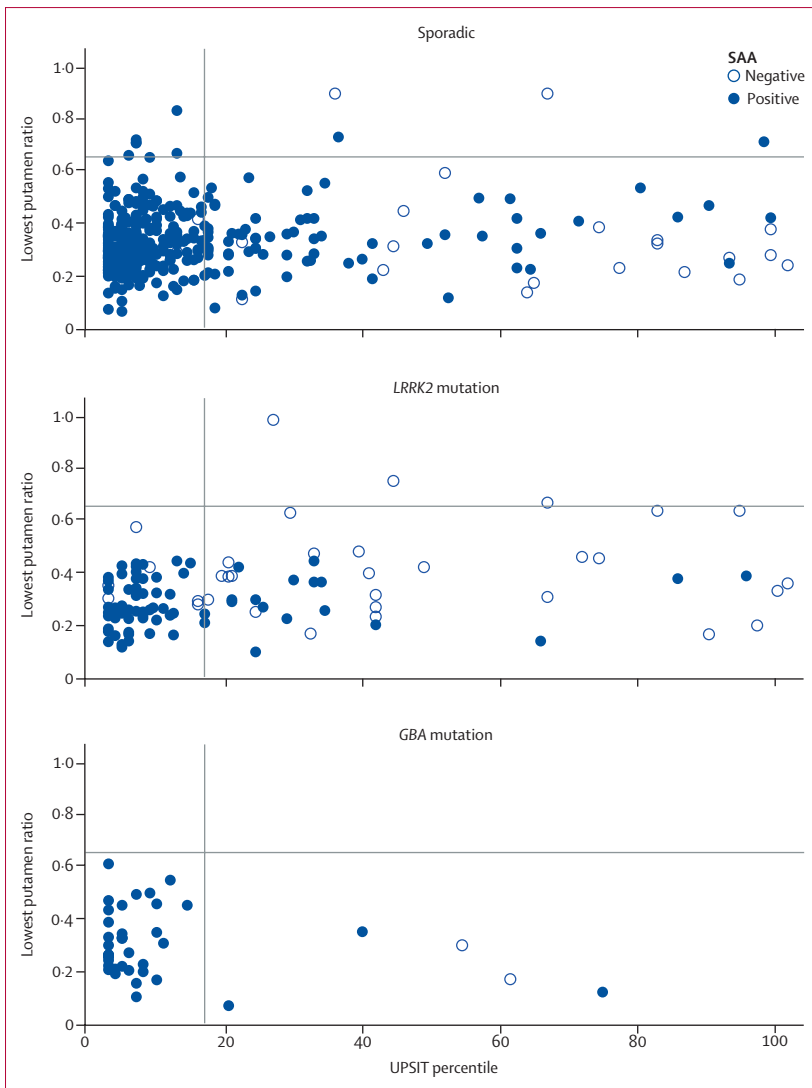 Sporadic
SAA
Negative
Positive
1·0
0·8
0·6
0·4
0·2
0
Lowest putamen ratio
LRRK2 mutation
1·0
0·8
0·6
0·4
0·2
0
Lowest putamen ratio
GBA mutation
1·0
0·8
0·6
0·4
0·2
0
Lowest putamen ratio
0 20 40 60 80 100
UPSIT percentile